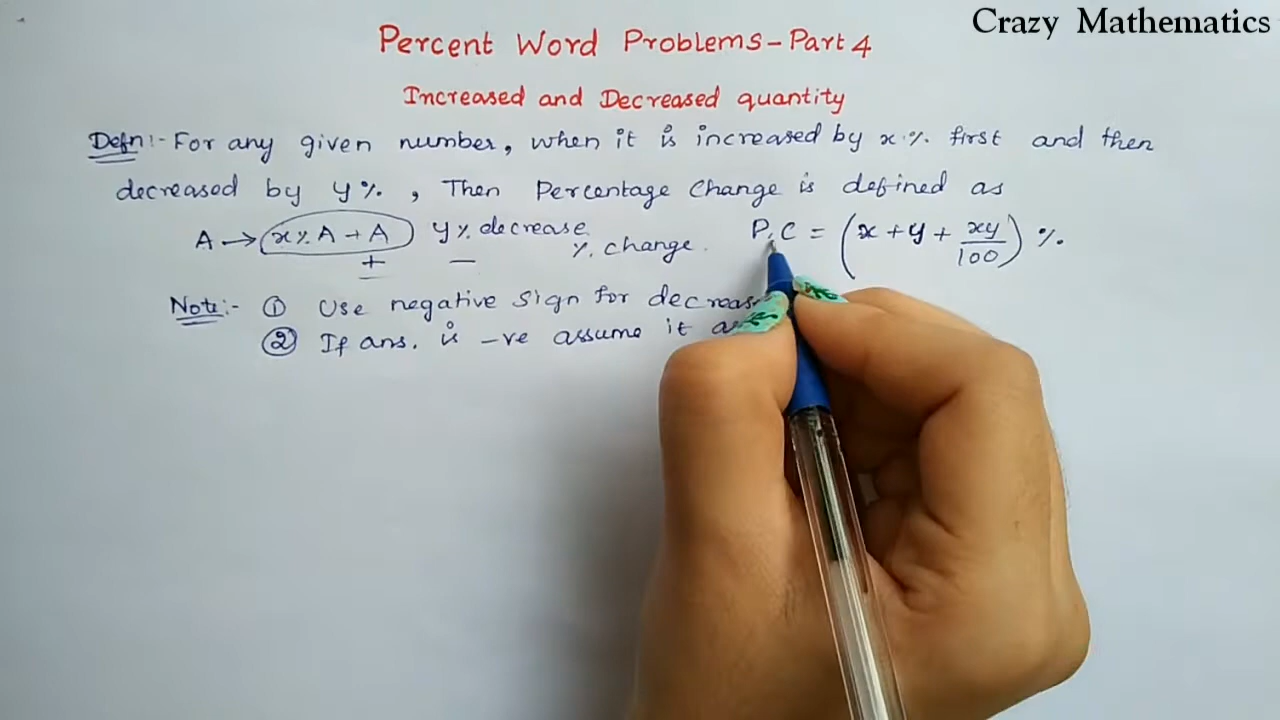 Crazy Mathematics
Percent Word Problems - Part 4
Increased and Decreased quantity
Defn:- For any given number, when it is increased by x% first and then
decreased by y%, Then Percentage Change is defined as
A → x% A + A y% decrease % change. P.C = (x + y + xy/100) %
+ −
Note:- ① Use negative sign for decreas
② If ans. is -ve assume it as